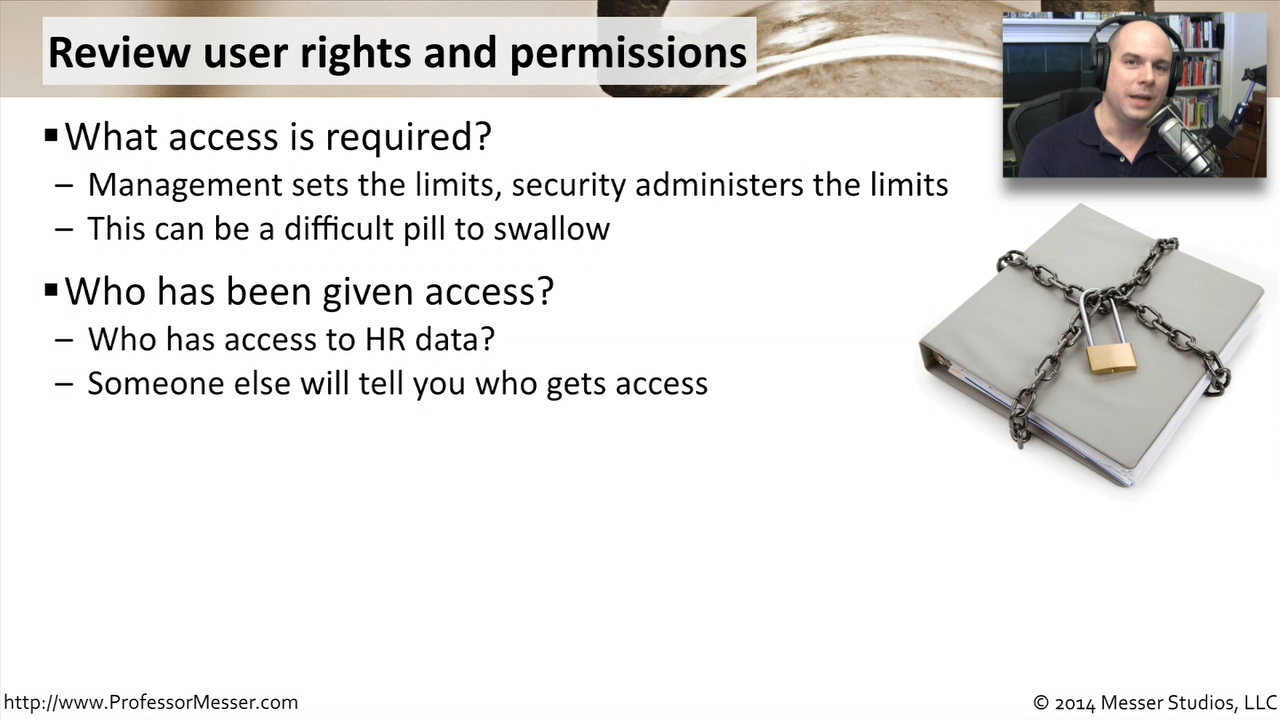 Review user rights and permissions
▪What access is required?
– Management sets the limits, security administers the limits
– This can be a difficult pill to swallow
▪Who has been given access?
– Who has access to HR data?
– Someone else will tell you who gets access
http://www.ProfessorMesser.com
© 2014 Messer Studios, LLC